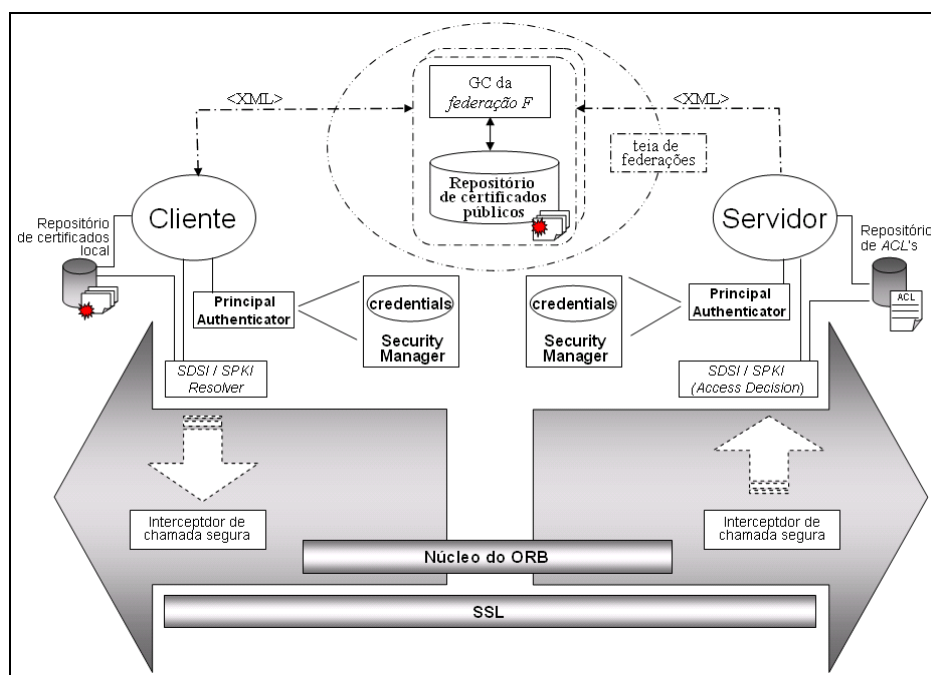 GC da
federação F
<XML>
<XML>
teia de
federações
Repositório
de certificados
públicos
Cliente
Servidor
Repositório
de certificados
local
Repositório
de ACL's
ACL
Principal
Authenticator
credentials
Security
Manager
credentials
Security
Manager
Principal
Authenticator
SDSI / SPKI
Resolver
SDSI / SPKI
(Access Decision)
Interceptdor de
chamada segura
Interceptdor de
chamada segura
Núcleo do ORB
SSL